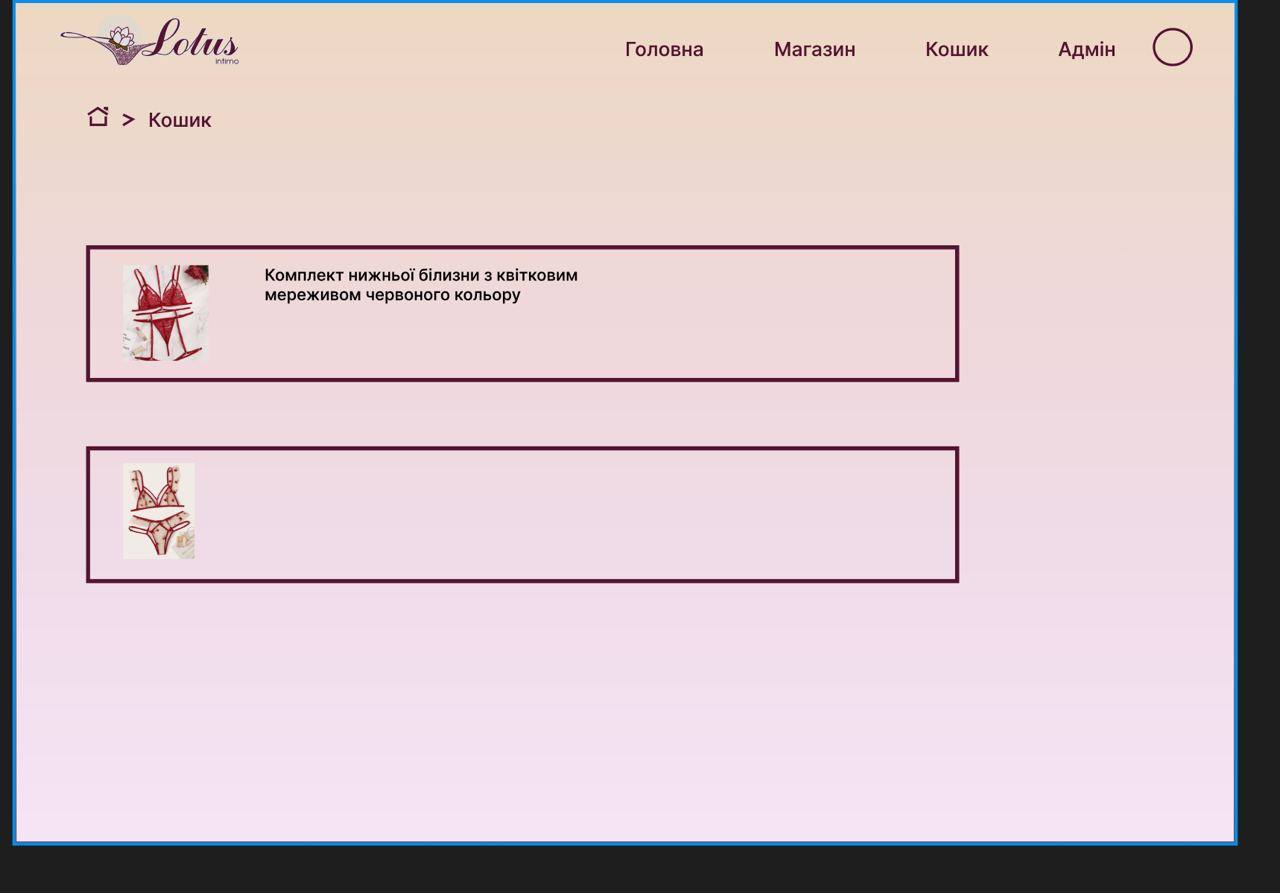 Lotus
intimo
Головна Магазин Кошик Адмін
> Кошик
Комплект нижньої білизни з квітковим
мереживом червоного кольору